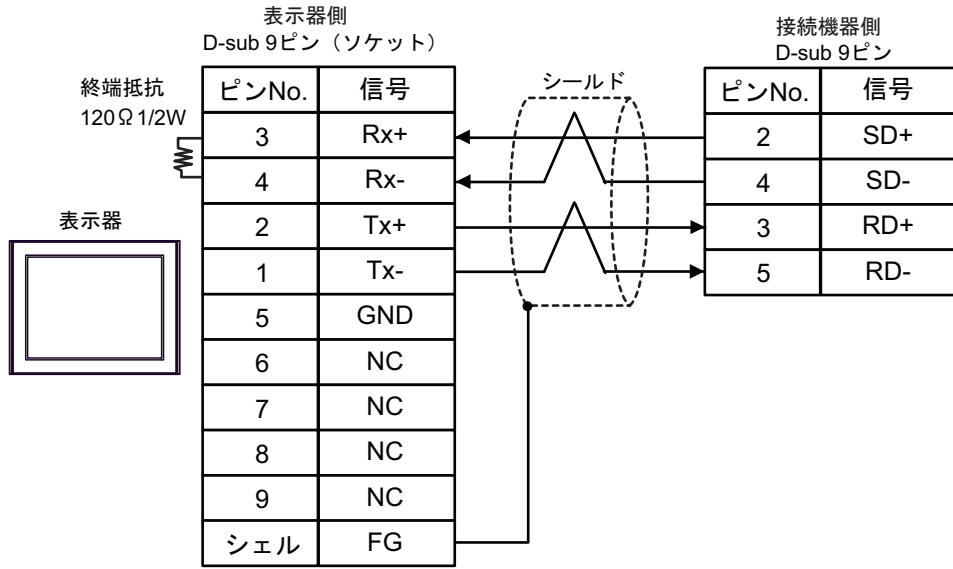 表示器側
D-sub 9ピン（ソケット）
接続機器側
D-sub 9ピン
終端抵抗
120Ω 1/2W
シールド
表示器
ピンNo. 信号
3 Rx+
4 Rx-
2 Tx+
1 Tx-
5 GND
6 NC
7 NC
8 NC
9 NC
シェル FG
ピンNo. 信号
2 SD+
4 SD-
3 RD+
5 RD-